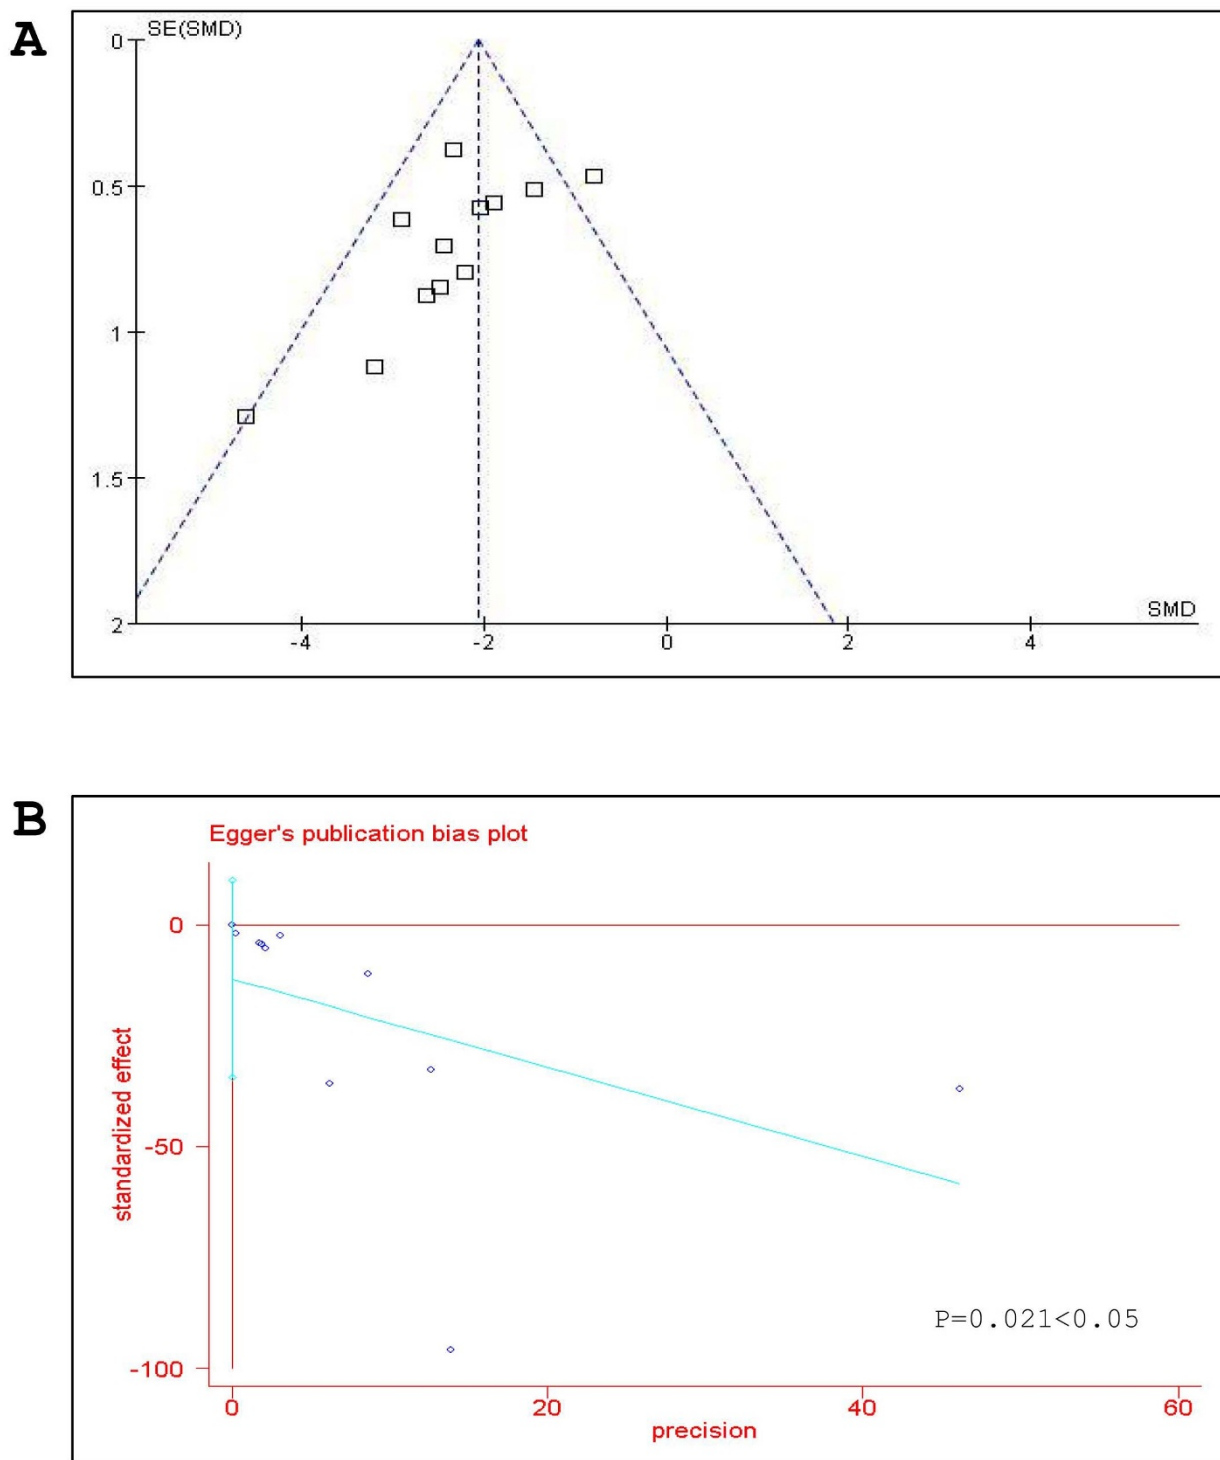 A
SE(SMD)
0
0.5
1
1.5
2
-4
-2
0
2
4
SMD
B
Egger's publication bias plot
0
-50
-100
standardized effect
0
20
40
60
precision
P=0.021<0.05